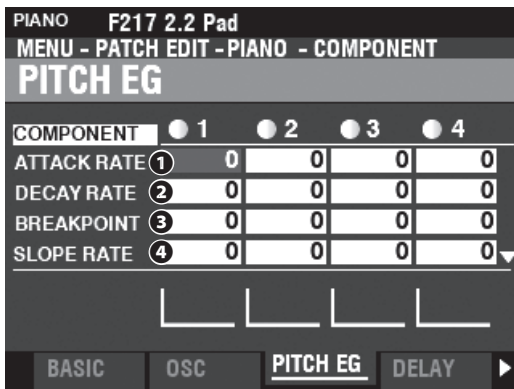 PIANO F217 2.2 Pad
MENU - PATCH EDIT -PIANO - COMPONENT
PITCH EG
COMPONENT 1 2 3 4
ATTACK RATE 1 0 0 0 0
DECAY RATE 2 0 0 0 0
BREAKPOINT 3 0 0 0 0
SLOPE RATE 4 0 0 0 0
BASIC OSC PITCH EG DELAY